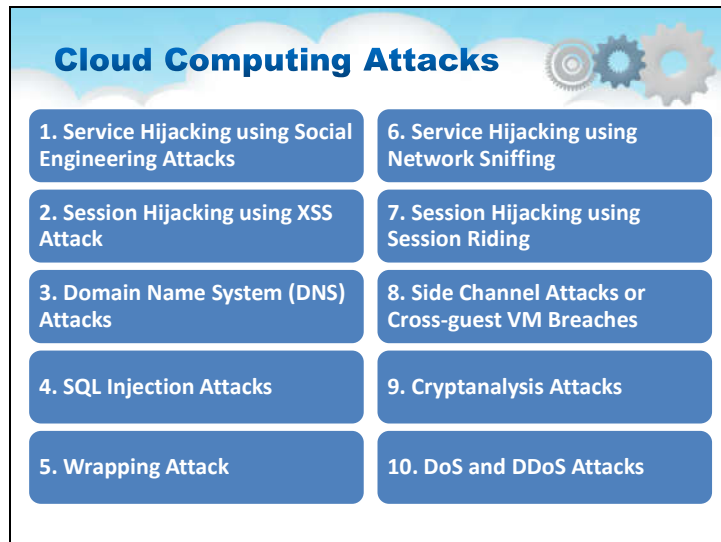 Cloud Computing Attacks
1. Service Hijacking using Social
Engineering Attacks
2. Session Hijacking using XSS
Attack
3. Domain Name System (DNS)
Attacks
4. SQL Injection Attacks
5. Wrapping Attack
6. Service Hijacking using
Network Sniffing
7. Session Hijacking using
Session Riding
8. Side Channel Attacks or
Cross-guest VM Breaches
9. Cryptanalysis Attacks
10. DoS and DDoS Attacks